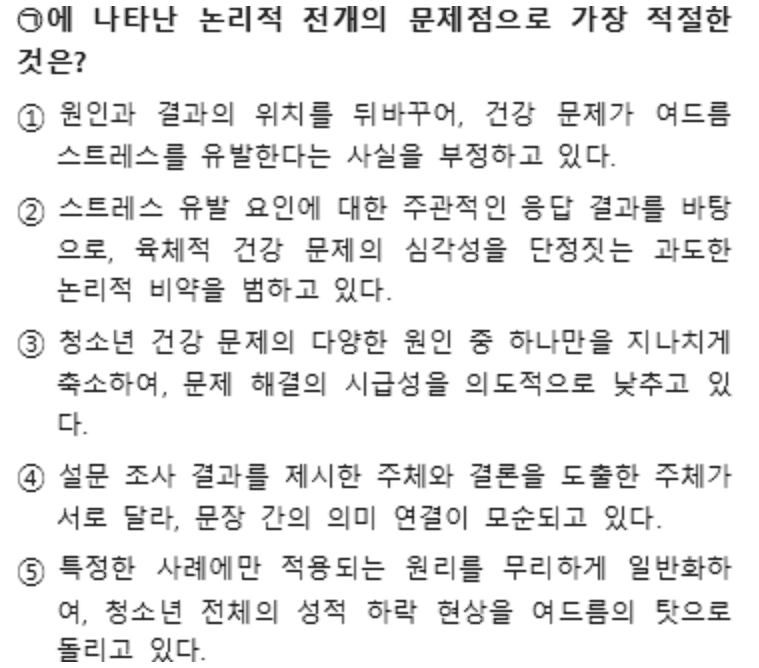 ㉠에 나타난 논리적 전개의 문제점으로 가장 적절한
것은?
① 원인과 결과의 위치를 뒤바꾸어, 건강 문제가 여드름
스트레스를 유발한다는 사실을 부정하고 있다.
② 스트레스 유발 요인에 대한 주관적인 응답 결과를 바탕
으로, 육체적 건강 문제의 심각성을 단정짓는 과도한
논리적 비약을 범하고 있다.
③ 청소년 건강 문제의 다양한 원인 중 하나만을 지나치게
축소하여, 문제 해결의 시급성을 의도적으로 낮추고 있
다.
④ 설문 조사 결과를 제시한 주체와 결론을 도출한 주체가
서로 달라, 문장 간의 의미 연결이 모순되고 있다.
⑤ 특정한 사례에만 적용되는 원리를 무리하게 일반화하
여, 청소년 전체의 성적 하락 현상을 여드름의 탓으로
돌리고 있다.